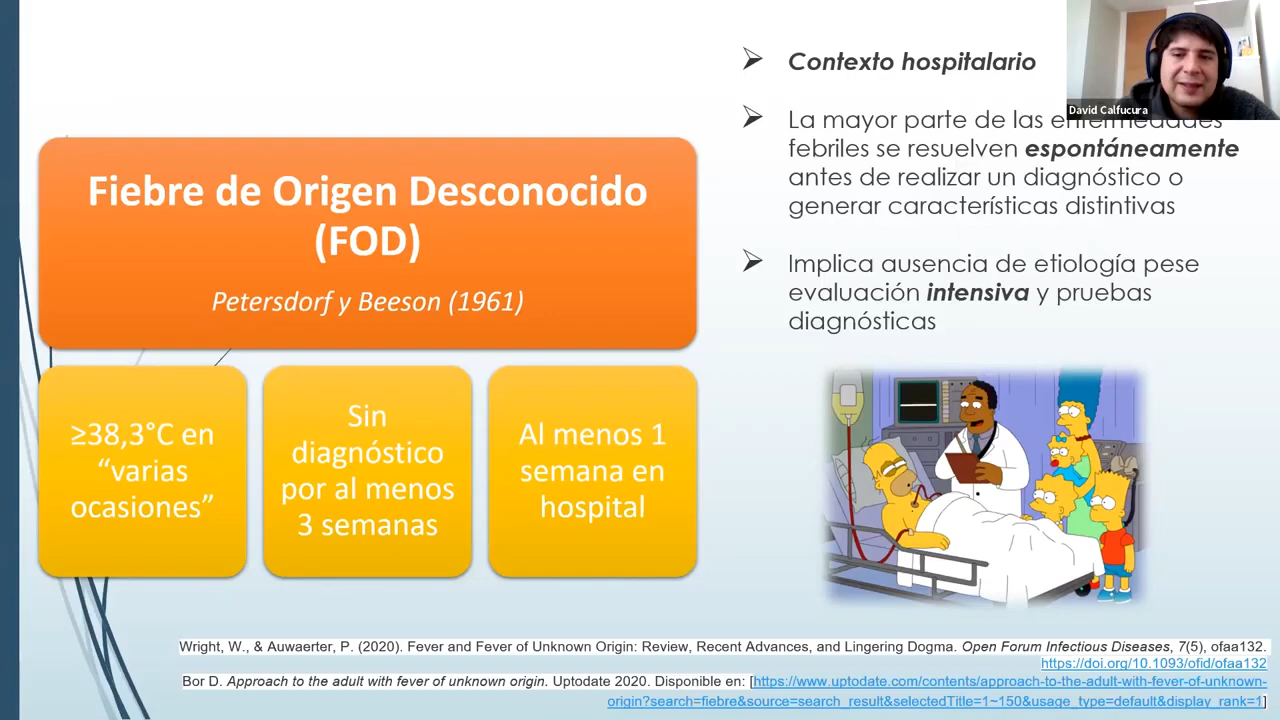 Fiebre de Origen Desconocido
(FOD)
Petersdorf y Beeson (1961)
≥38,3°C en
“varias
ocasiones”
Sin
diagnóstico
por al menos
3 semanas
Al menos 1
semana en
hospital
Contexto hospitalario
La mayor parte de las enfermedades
febriles se resuelven espontáneamente
antes de realizar un diagnóstico o
generar características distintivas
Implica ausencia de etiología pese
evaluación intensiva y pruebas
diagnósticas
David Calfucura
Wright, W., & Auwaerter, P. (2020). Fever and Fever of Unknown Origin: Review, Recent Advances, and Lingering Dogma. Open Forum Infectious Diseases, 7(5), ofaa132.
https://doi.org/10.1093/ofid/ofaa132
Bor D. Approach to the adult with fever of unknown origin. Uptodate 2020. Disponible en: [https://www.uptodate.com/contents/approach-to-the-adult-with-fever-of-unknown-
origin?search=fiebre&source=search_result&selectedTitle=1~150&usage_type=default&display_rank=1]